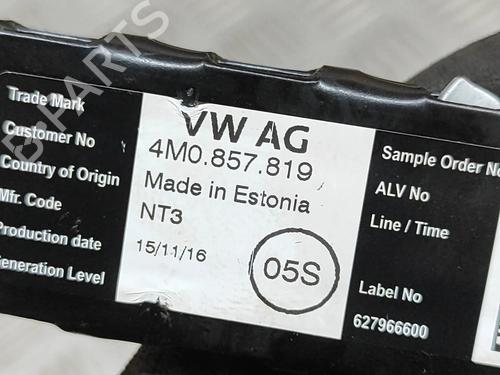 Trade Mark
VW AG
Customer No
4M0.857.819
Country of Origin
Made in Estonia
Mfr. Code
NT3
Production date
15/11/16
Generation Level
05S
Sample Order No
ALV No
Line / Time
Label No
627966600
B-PARTS